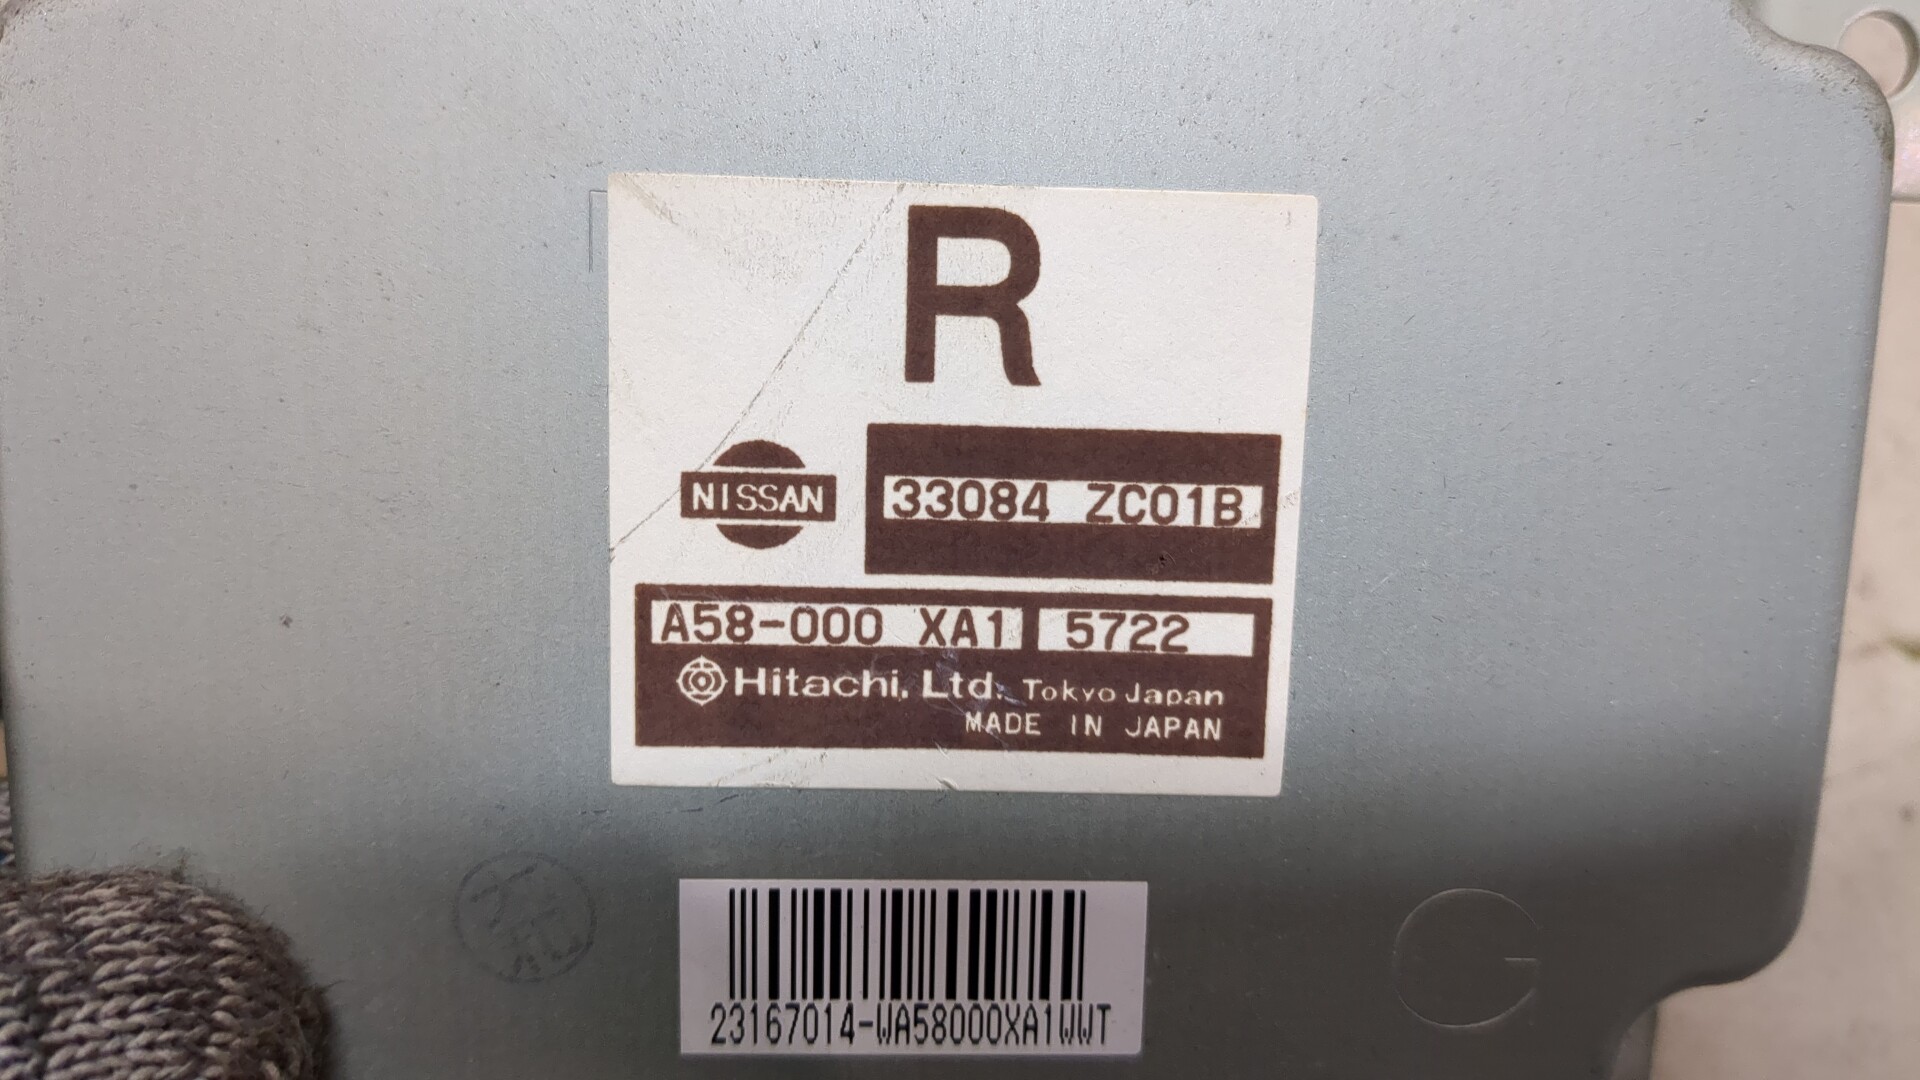 R
NISSAN
33084 ZC01B
A58-000 XA1 5722
Hitachi, Ltd. Tokyo Japan
MADE IN JAPAN
23167014-WA58000XA1WWT
G